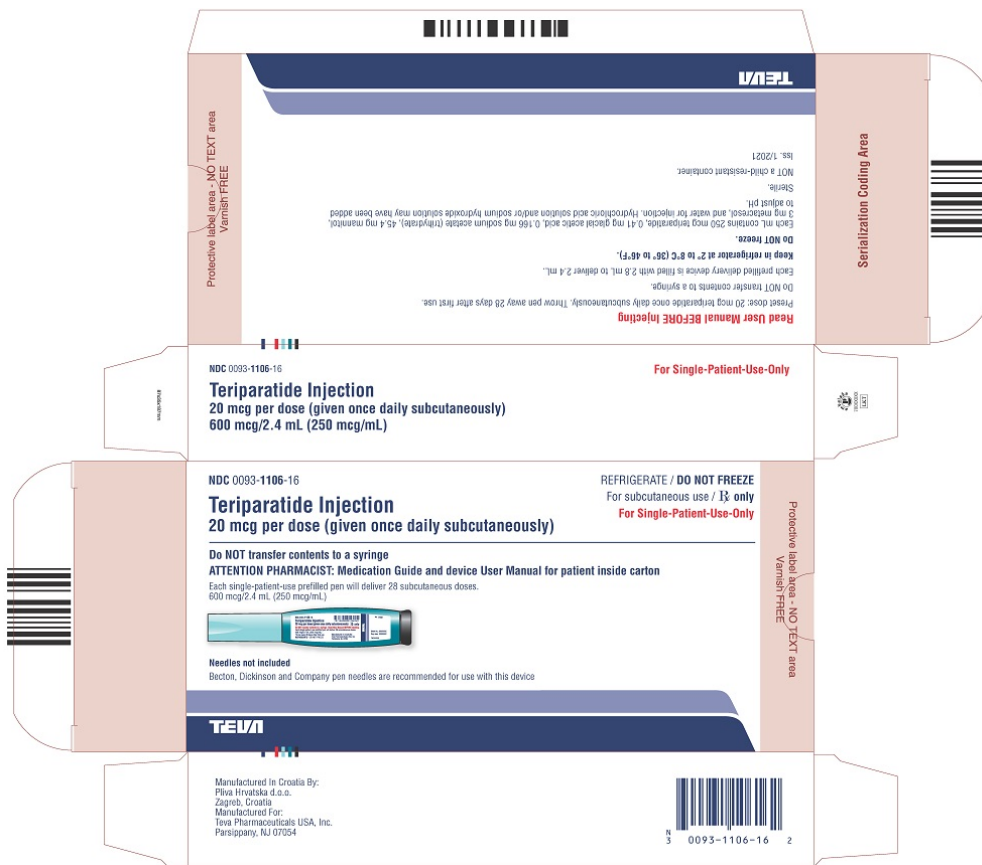 TEVA
Protective label area - NO TEXT area
Varnish FREE
Serialization Coding Area
Read User Manual BEFORE Injecting
Preset dose: 20 mcg teriparatide once daily subcutaneously. Throw pen away 28 days after first use.
Do NOT transfer contents to a syringe.
Each prefilled delivery device is filled with 2.8 mL to deliver 2.4 mL.
Keep in refrigerator at 2° to 8°C (36° to 46°F).
Do NOT freeze.
Each mL contains 250 mcg teriparatide, 0.41 mg glacial acetic acid, 0.166 mg sodium acetate (trihydrate), 45.4 mg mannitol,
3 mg metacresol, and water for injection. Hydrochloric acid solution and/or sodium hydroxide solution may have been added
to adjust pH.
Sterile.
NOT a child-resistant container.
Iss. 1/2021
NDC 0093-1106-16
For Single-Patient-Use-Only
Teriparatide Injection
20 mcg per dose (given once daily subcutaneously)
600 mcg/2.4 mL (250 mcg/mL)
NDC 0093-1106-16
REFRIGERATE / DO NOT FREEZE
For subcutaneous use / ℞ only
For Single-Patient-Use-Only
Teriparatide Injection
20 mcg per dose (given once daily subcutaneously)
Do NOT transfer contents to a syringe
ATTENTION PHARMACIST: Medication Guide and device User Manual for patient inside carton
Each single-patient-use prefilled pen will deliver 28 subcutaneous doses.
600 mcg/2.4 mL (250 mcg/mL)
Needles not included
Becton, Dickinson and Company pen needles are recommended for use with this device
Protective label area - NO TEXT area
Varnish FREE
TEVA
Manufactured In Croatia By:
Pliva Hrvatska d.o.o.
Zagreb, Croatia
Manufactured For:
Teva Pharmaceuticals USA, Inc.
Parsippany, NJ 07054
N
3 0093-1106-16 2